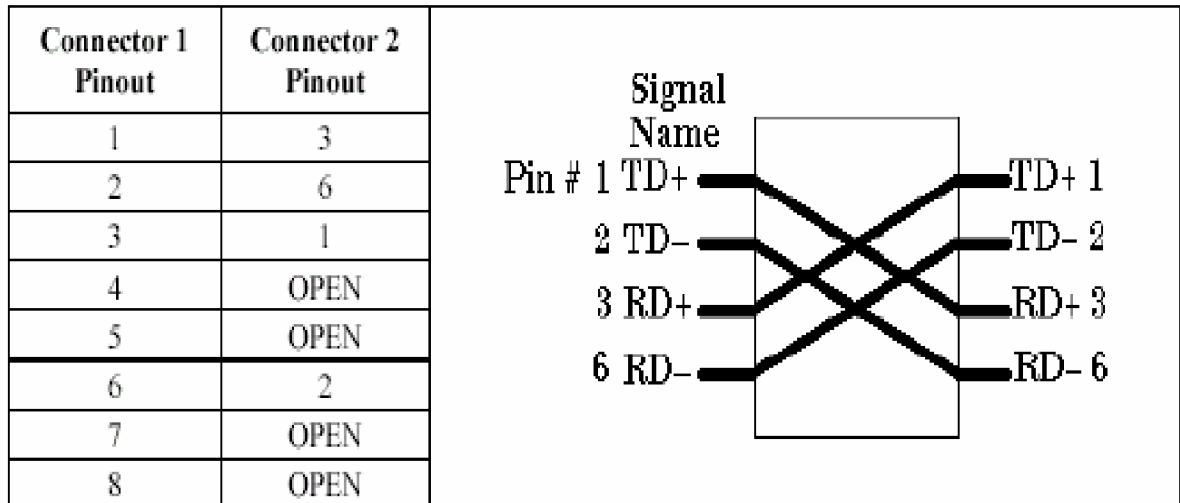 Connector 1 Pinout
Connector 2 Pinout
1 3
2 6
3 1
4 OPEN
5 OPEN
6 2
7 OPEN
8 OPEN
Signal
Name
Pin # 1 TD+ TD+ 1
2 TD- TD- 2
3 RD+ RD+ 3
6 RD- RD- 6